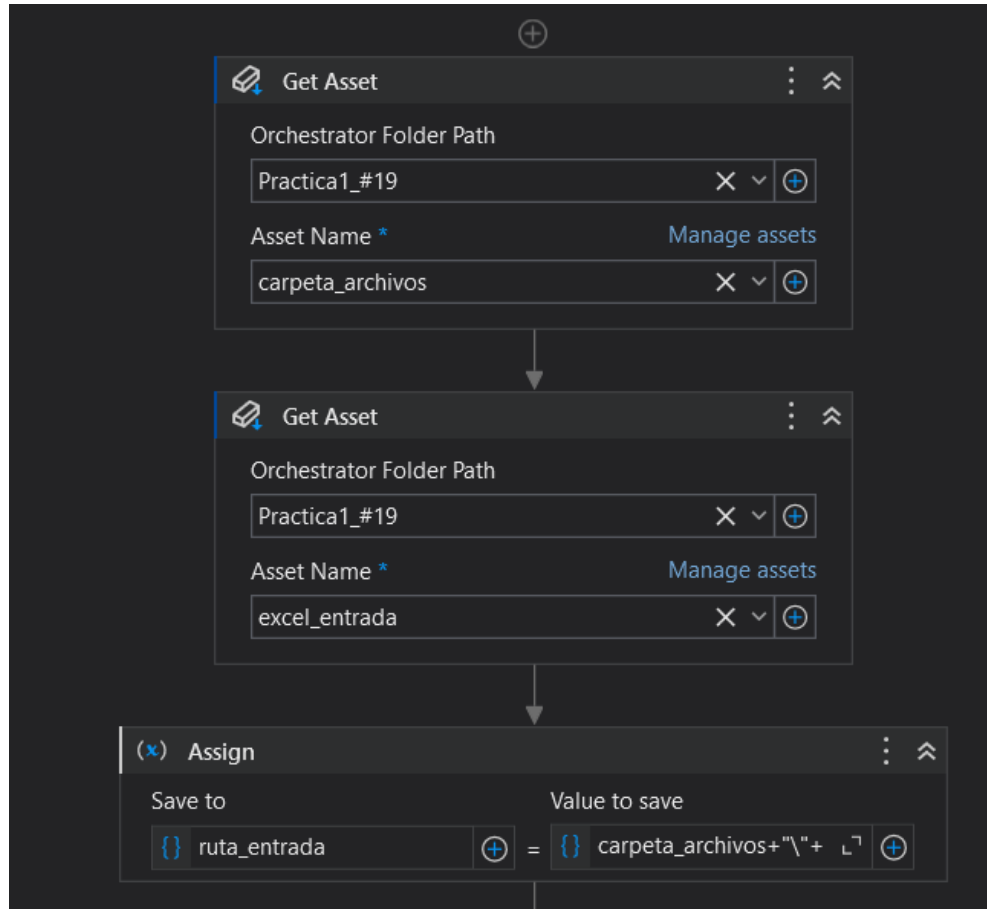 Get Asset
Orchestrator Folder Path
Practica1_#19
Asset Name *
Manage assets
carpeta_archivos
Get Asset
Orchestrator Folder Path
Practica1_#19
Asset Name *
Manage assets
excel_entrada
(x) Assign
Save to
Value to save
{} ruta_entrada = {} carpeta_archivos+"\"+